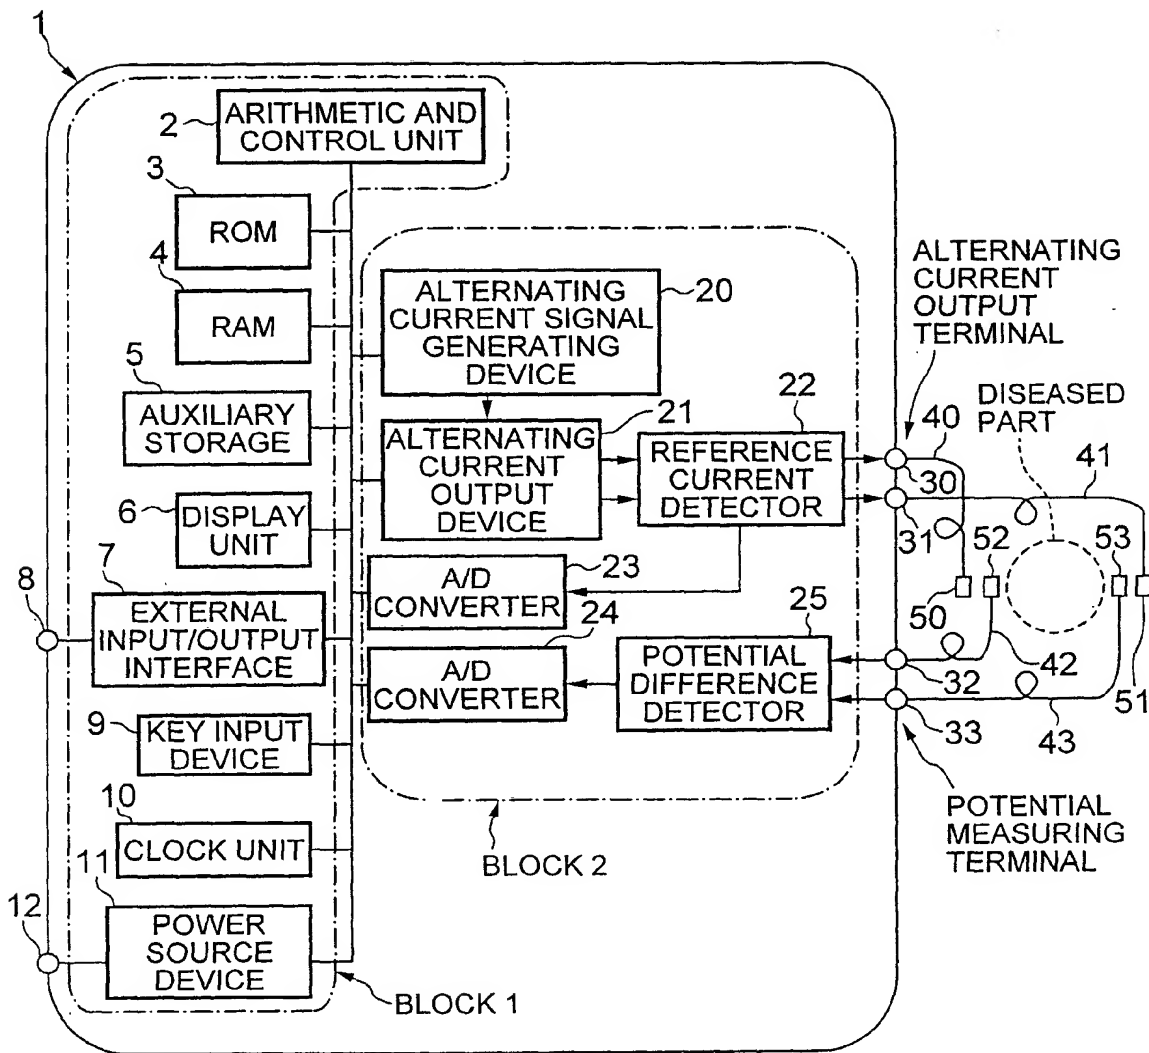 1
2
ARITHMETIC AND
CONTROL UNIT
3
ROM
4
RAM
5
AUXILIARY
STORAGE
6
DISPLAY
UNIT
7
8
EXTERNAL
INPUT/OUTPUT
INTERFACE
9
KEY INPUT
DEVICE
10
CLOCK UNIT
11
12
POWER
SOURCE
DEVICE
BLOCK 1
20
ALTERNATING
CURRENT SIGNAL
GENERATING
DEVICE
21
ALTERNATING
CURRENT
OUTPUT
DEVICE
22
REFERENCE
CURRENT
DETECTOR
23
A/D
CONVERTER
24
A/D
CONVERTER
25
POTENTIAL
DIFFERENCE
DETECTOR
BLOCK 2
ALTERNATING
CURRENT
OUTPUT
TERMINAL
DISEASED
PART
40
41
30
31
52
53
50
42
51
32
33
43
POTENTIAL
MEASURING
TERMINAL